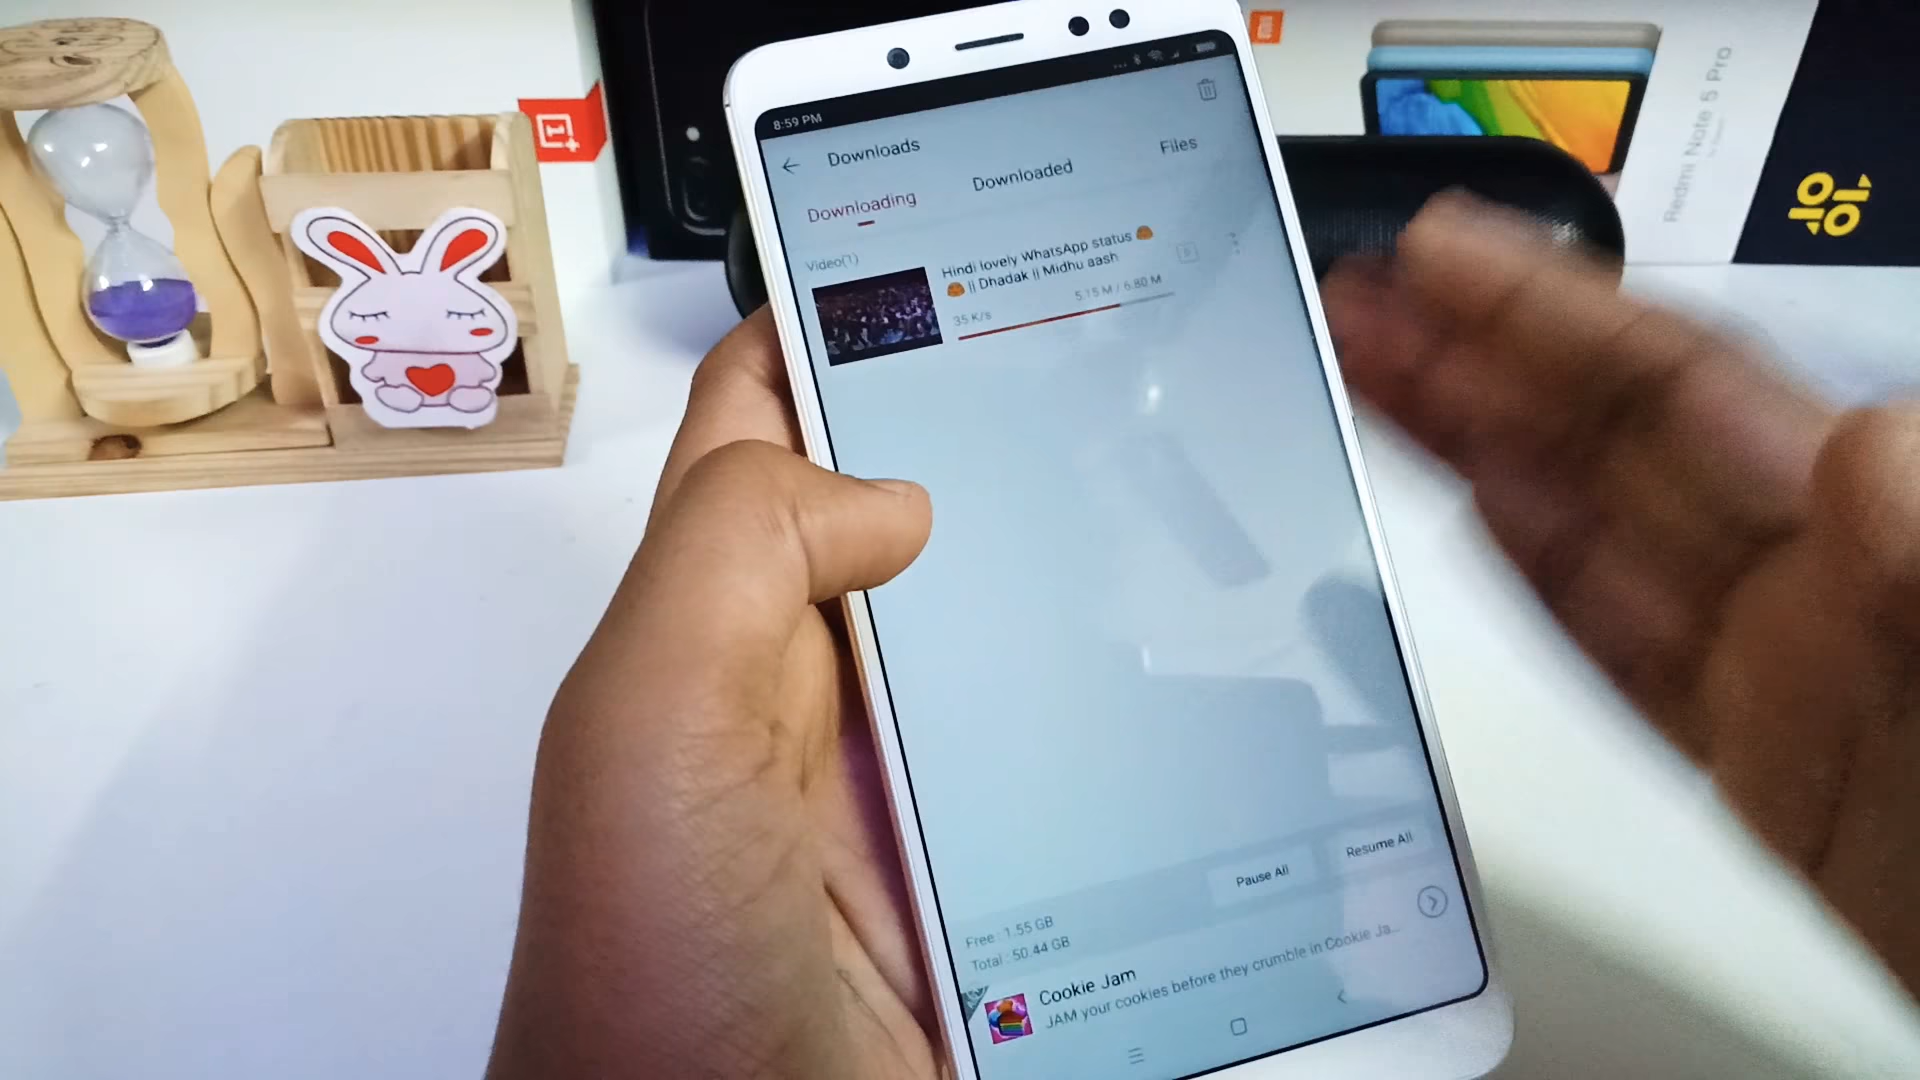 8:59 PM
Downloads
Downloading
Downloaded
Files
Video(1)
Hindi lovely WhatsApp status 😊
😊 || Dhadak || Midhu aash
35 K/s
5.15 M / 6.80 M
Pause All
Resume All
Free : 1.55 GB
Total : 50.44 GB
Cookie Jam
JAM your cookies before they crumble in Cookie Ja...
Redmi Note 5 Pro